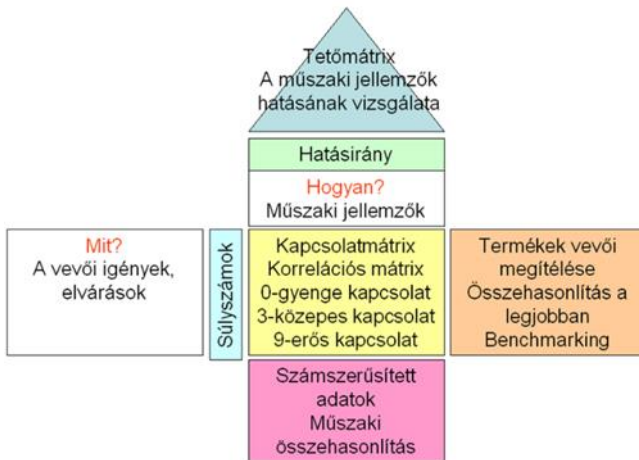 Tetőmátrix
A műszaki jellemzők
hatásának vizsgálata
Hatásirány
Hogyan?
Műszaki jellemzők
Mit?
A vevői igények,
elvárások
Súlyszámok
Kapcsolatmátrix
Korrelációs mátrix
0-gyenge kapcsolat
3-közepes kapcsolat
9-erős kapcsolat
Termékek vevői
megítélése
Összehasonlítás a
legjobban
Benchmarking
Számszerűsített
adatok
Műszaki
összehasonlítás